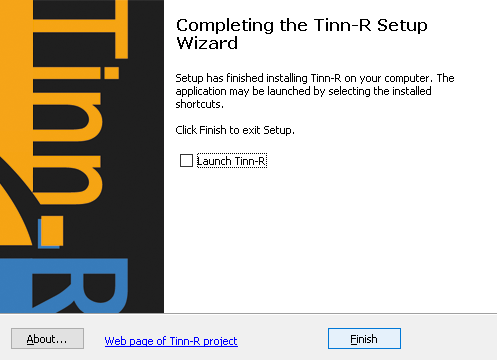 Completing the Tinn-R Setup
Wizard
Setup has finished installing Tinn-R on your computer. The
application may be launched by selecting the installed
shortcuts.
Click Finish to exit Setup.
Launch Tinn-R
Tinn-R
About...
Web page of Tinn-R project
Finish